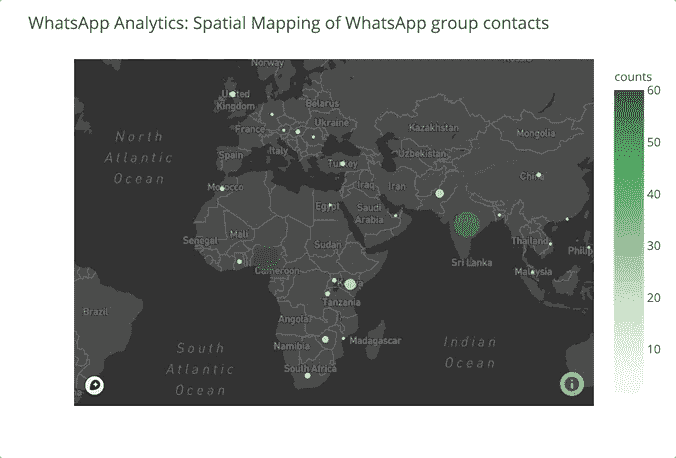 WhatsApp Analytics: Spatial Mapping of WhatsApp group contacts
counts
60
50
40
30
20
10
Norway
United
Kingdom
Belarus
Ukraine
France
Kazakhstan
Mongolia
North
Atlantic
Ocean
Italy
Spain
Turkey
Uzbekistan
China
Morocco
Iraq
Iran
Egypt
Saudi
Arabia
Mali
Senegal
Sudan
Thailand
Cameroon
Sri Lanka
Malaysia
Tanzania
Angola
Brazil
Namibia
Madagascar
South
Atlantic
Ocean
Indian
Ocean
South Africa